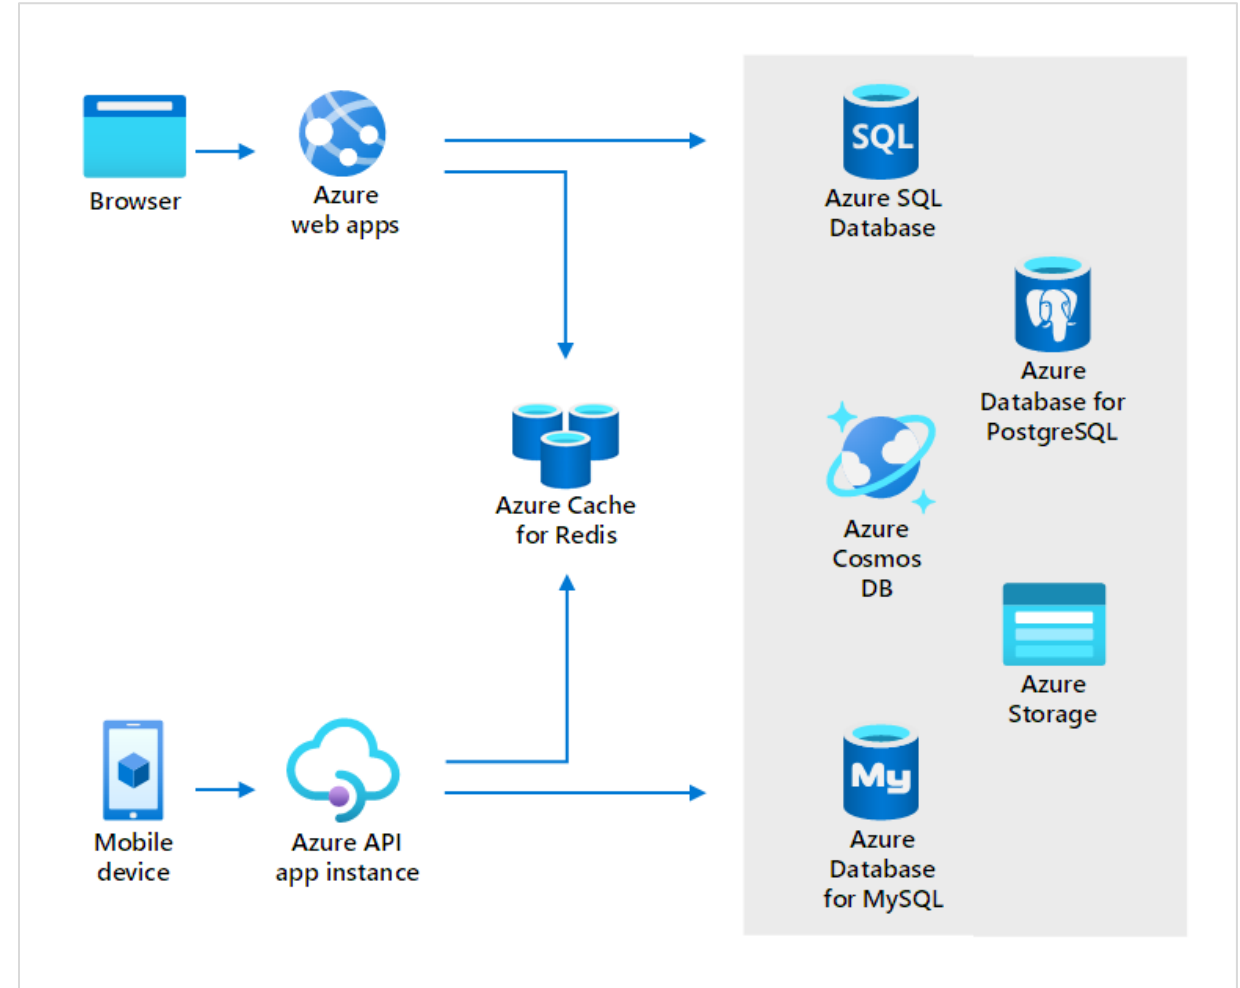 Browser
Azure
web apps
SQL
Azure SQL
Database
Azure
Database for
PostgreSQL
Azure Cache
for Redis
Azure
Cosmos
DB
Azure
Storage
Mobile
device
Azure API
app instance
My
Azure
Database
for MySQL